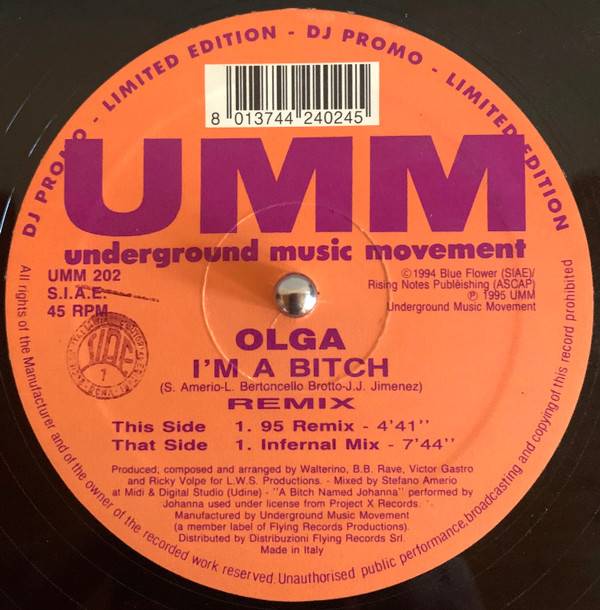 DJ PROMO - LIMITED EDITION - DJ PROMO - LIMITED EDITION
8 013744 240245
UMM
underground music movement
UMM 202
S.I.A.E.
45 RPM
©1994 Blue Flower (SIAE)/
Rising Notes Publèishing (ASCAP)
℗ 1995 UMM
Underground Music Movement
OLGA
I'M A BITCH
(S. Amerio-L. Bertoncello Brotto-J.J. Jimenez)
REMIX
This Side 1. 95 Remix - 4'41''
That Side 1. Infernal Mix - 7'44''
Produced, composed and arranged by Walterino, B.B. Rave, Victor Gastro
and Ricky Volpe for L.W.S. Productions. - Mixed by Stefano Amerio
at Midi & Digital Studio (Udine) - "A Bitch Named Johanna" performed by
Johanna used under license from Project X Records.
Manufactured by Underground Music Movement
(a member label of Flying Records Productions).
Distributed by Distribuzioni Flying Records Srl.
Made in Italy
All rights of the Manufacturer and of the owner of the recorded work reserved. Unauthorised public performance, broadcasting and copying of this record prohibited